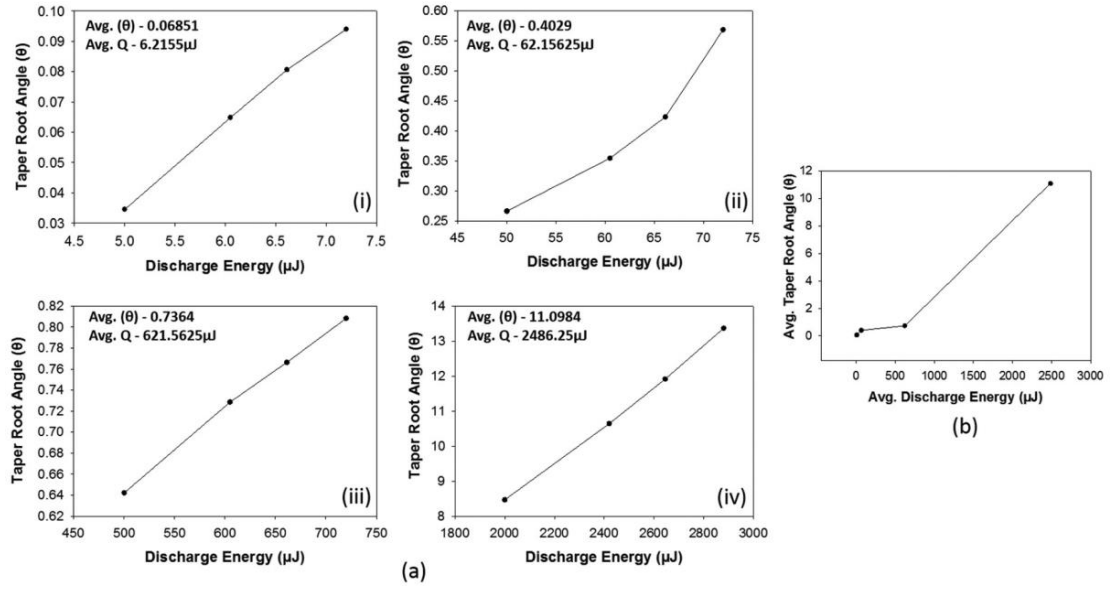 Avg. (θ) - 0.06851
Avg. Q - 6.2155µJ
Taper Root Angle (θ)
0.10
0.09
0.08
0.07
0.06
0.05
0.04
0.03
4.5 5.0 5.5 6.0 6.5 7.0 7.5
Discharge Energy (µJ)
(i)
Avg. (θ) - 0.4029
Avg. Q - 62.15625µJ
Taper Root Angle (θ)
0.60
0.55
0.50
0.45
0.40
0.35
0.30
0.25
45 50 55 60 65 70 75
Discharge Energy (µJ)
(ii)
Avg. (θ) - 0.7364
Avg. Q - 621.5625µJ
Taper Root Angle (θ)
0.82
0.80
0.78
0.76
0.74
0.72
0.70
0.68
0.66
0.64
0.62
450 500 550 600 650 700 750
Discharge Energy (µJ)
(iii)
Avg. (θ) - 11.0984
Avg. Q - 2486.25µJ
Taper Root Angle (θ)
14
13
12
11
10
9
8
1800 2000 2200 2400 2600 2800 3000
Discharge Energy (µJ)
(iv)
(a)
Avg. Taper Root Angle (θ)
12
10
8
6
4
2
0
0 500 1000 1500 2000 2500 3000
Avg. Discharge Energy (µJ)
(b)